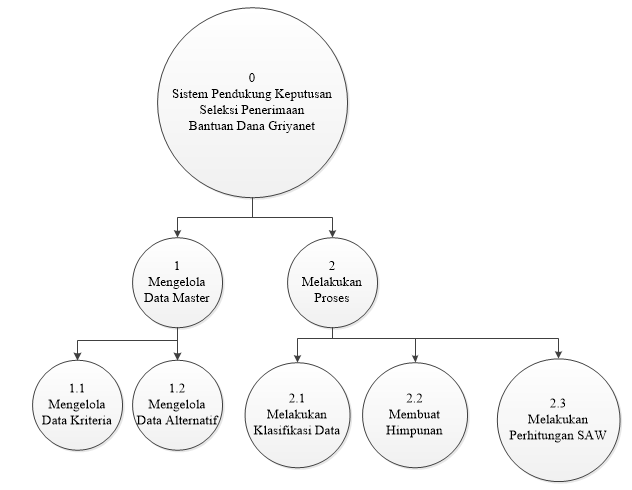 0
Sistem Pendukung Keputusan
Seleksi Penerimaan
Bantuan Dana Griyanet
1
Mengelola
Data Master
2
Melakukan
Proses
1.1
Mengelola
Data Kriteria
1.2
Mengelola
Data Alternatif
2.1
Melakukan
Klasifikasi Data
2.2
Membuat
Himpunan
2.3
Melakukan
Perhitungan SAW